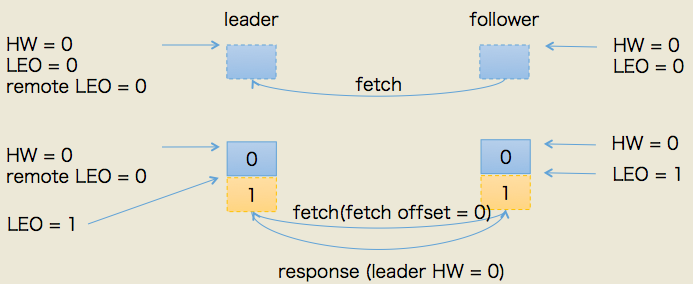 leader
follower
HW = 0
LEO = 0
remote LEO = 0
HW = 0
LEO = 0
fetch
HW = 0
remote LEO = 0
LEO = 1
0
1
0
1
HW = 0
LEO = 1
fetch(fetch offset = 0)
response (leader HW = 0)